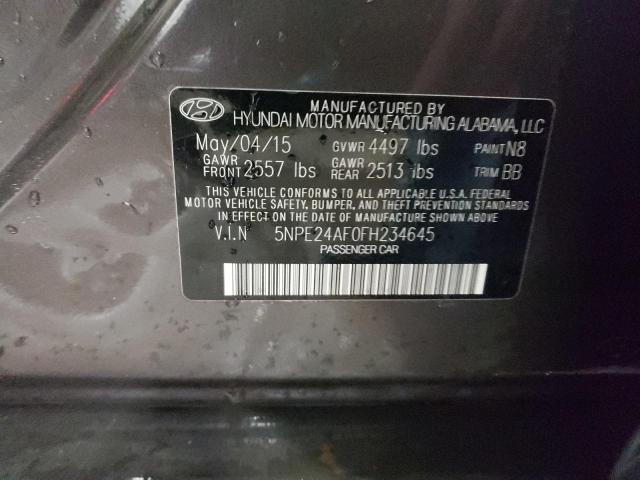 MANUFACTURED BY
HYUNDAI MOTOR MANUFACTURING ALABAMA, LLC
May/04/15 GVWR 4497 lbs PAINT N8
GAWR FRONT 2557 lbs GAWR REAR 2513 lbs TRIM BB
THIS VEHICLE CONFORMS TO ALL APPLICABLE U.S.A. FEDERAL
MOTOR VEHICLE SAFETY, BUMPER, AND THEFT PREVENTION STANDARDS
IN EFFECT ON THE DATE OF MANUFACTURE SHOWN ABOVE
V.I.N 5NPE24AF0FH234645
PASSENGER CAR